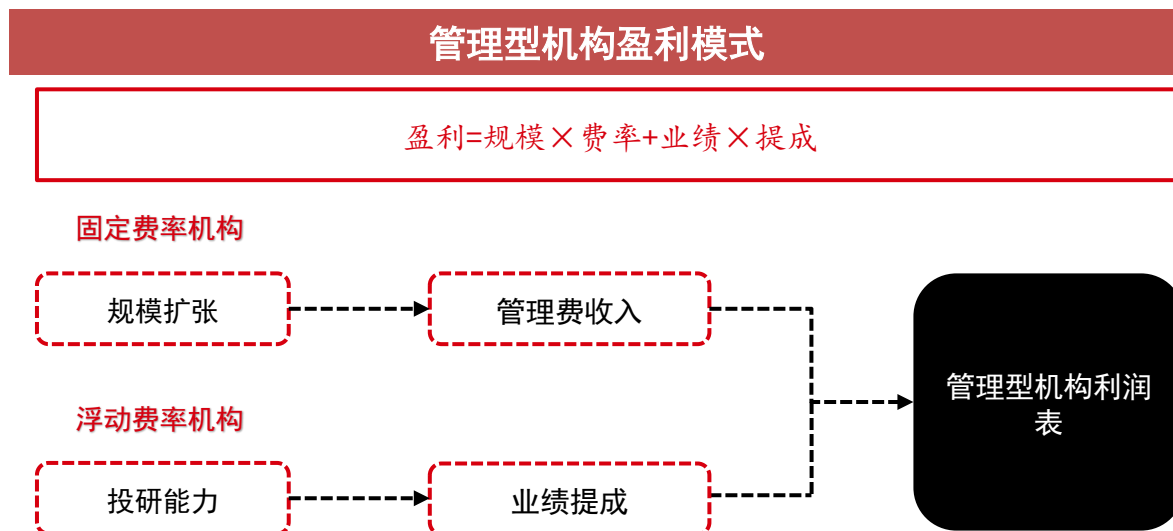 管理型机构盈利模式
盈利=规模×费率+业绩×提成
固定费率机构
规模扩张
管理费收入
管理型机构利润
表
浮动费率机构
投研能力
业绩提成